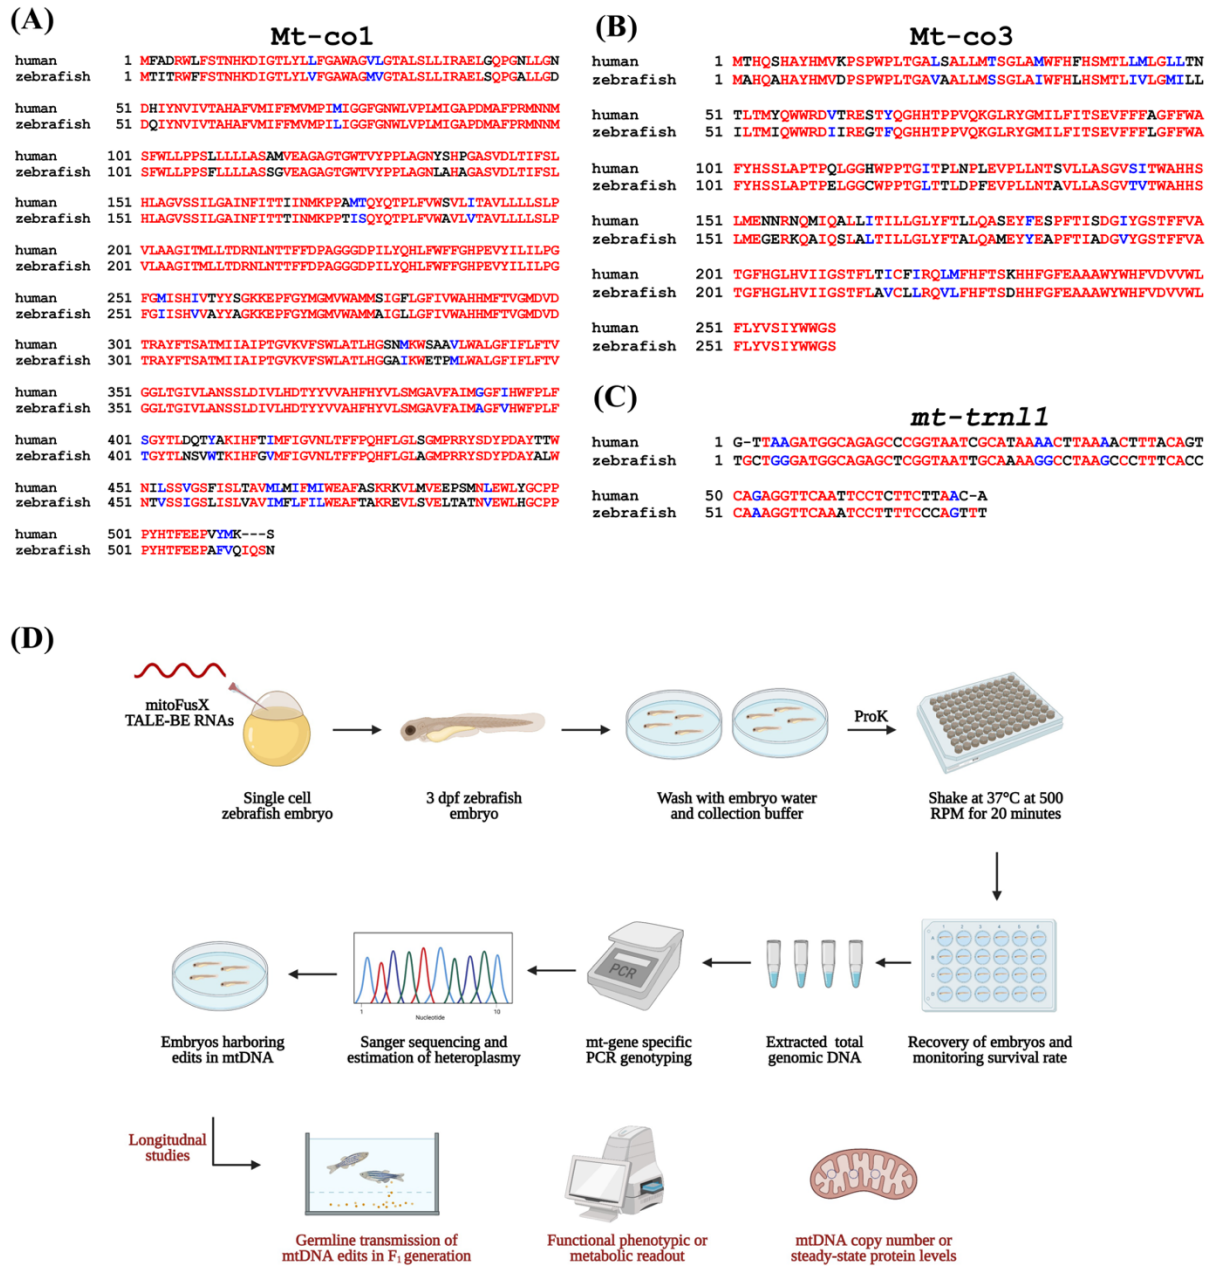 (A)
Mt-co1
human 1 MFADRWLFSTNHKDIGTLYLLFGAWAGVLGTALSLLIRAELGQPGNLLGN
zebrafish 1 MTITRWFFSTNHKDIGTLYLVFGAWAGMVGTALSLLIRAELSQPGALLGD
human 51 DHIYNVIVTAHAFVMIFFMVMPIMIGGFGNWLVPLMIGAPDMAFPRMNNM
zebrafish 51 DQIYNVIVTAHAFVMIFFMVMPILIGGFGNWLVPLMIGAPDMAFPRMNNM
human 101 SFWLLPPSLLLLLASAMVEAGAGTGWTVYPPLAGNYSHPGASVDLTIFSL
zebrafish 101 SFWLLPPSFLLLLASSGVEAGAGTGWTVYPPLAGNLAHAGASVDLTIFSL
human 151 HLAGVSSILGAINFITTIINMKPPAMTQYQTPLFVWSVLITAVLLLLSLP
zebrafish 151 HLAGVSSILGAINFITTTINMKPPTISQYQTPLFVWAVLVTAVLLLLSLP
human 201 VLAAGITMLLTDRNLNTTFFDPAGGGDPILYQHLFWFFGHPEVYILILPG
zebrafish 201 VLAAGITMLLTDRNLNTTFFDPAGGGDPILYQHLFWFFGHPEVYILILPG
human 251 FGMISHIVTYYSGKKEPFGYMGMVWAMMSIGFLGFIVWAHHMFTVGMDVD
zebrafish 251 FGIISHVVAYYAGKKEPFGYMGMVWAMMAIGLLGFIVWAHHMFTVGMDVD
human 301 TRAYFTSATMIIAIPTGVKVFSWLATLHGSNMKWSAAVLWALGFIFLFTV
zebrafish 301 TRAYFTSATMIIAIPTGVKVFSWLATLHGGAIKWETPMLWALGFIFLFTV
human 351 GGLTGIVLANSSLDIVLHDTYYVVAHFHYVLSMGAVFAIMGGFIHWFPLF
zebrafish 351 GGLTGIVLANSSLDIVLHDTYYVVAHFHYVLSMGAVFAIMAGFVHWFPLF
human 401 SGYTLDQTYAKIHFTIMFIGVNLTFFPQHFLGLSGMPRRYSDYPDAYTTW
zebrafish 401 TGYTLNSVWTKIHFGVMFIGVNLTFFPQHFLGLAGMPRRYSDYPDAYALW
human 451 NILSSVGSFISLTAVMLMIFMIWEAFASKRKVLMVEEPSMNLEWLYGCPP
zebrafish 451 NTVSSIGSLISLVAVIMFLFILWEAFTAKREVLSVELTATNVEWLHGCPP
human 501 PYHTFEEPVYMK---S
zebrafish 501 PYHTFEEPAFVQIQSN
(B)
Mt-co3
human 1 MTHQSHAYHMVKPSPWPLTGALSALLMTSGLAMWFHFHSMTLLMLGLLTN
zebrafish 1 MAHQAHAYHMVDPSPWPLTGAVAALLMSSGLAIWFHLHSMTLIVLGMILL
human 51 TLTMYQWWRDVTRESTYQGHHTPPVQKGLRYGMILFITSEVFFFAGFFWA
zebrafish 51 ILTMIQWWRDIIREGTFQGHHTPPVQKGLRYGMILFITSEVFFFLGFFWA
human 101 FYHSSLAPTPQLGGHWPPTGITPLNPLEVPLLNTSVLLASGVSITWAHHS
zebrafish 101 FYHSSLAPTPELGGCWPPTGLTTLDPFEVPLLNTAVLLASGVTVTWAHHS
human 151 LMENNRNQMIQALLITILLGLYFTLLQASEYFESPFTISDGIYGSTFFVA
zebrafish 151 LMEGERKQAIQSLALTILLGLYFTALQAMEYYEAPFTIADGVYGSTFFVA
human 201 TGFHGLHVIIGSTFLTICFIRQLMFHFTSKHHFGFEAAAWYWHFVDVVWL
zebrafish 201 TGFHGLHVIIGSTFLAVCLLRQVLFHFTSDHHFGFEAAAWYWHFVDVVWL
human 251 FLYVSIYWWGS
zebrafish 251 FLYVSIYWWGS
(C)
mt-trnl1
human 1 G-TTAAGATGGCAGAGCCCGGTAATCGCATAAAACTTAAAACTTTACAGT
zebrafish 1 TGCTGGGATGGCAGAGCTCGGTAATTGCAAAAGGCCTAAGCCCTTTCACC
human 50 CAGAGGTTCAATTCCTCTTCTTAAC-A
zebrafish 51 CAAAGGTTCAAATCCTTTTCCCAGTTT
(D)
mitoFusX
TALE-BE RNAs
ProK
Single cell
zebrafish embryo
3 dpf zebrafish
embryo
Wash with embryo water
and collection buffer
Shake at 37°C at 500
RPM for 20 minutes
PCR
1 10
Nucleotide
Embryos harboring
edits in mtDNA
Sanger sequencing and
estimation of heteroplasmy
mt-gene specific
PCR genotyping
Extracted total
genomic DNA
Recovery of embryos and
monitoring survival rate
Longitudnal
studies
Germline transmission of
mtDNA edits in F1 generation
Functional phenotypic or
metabolic readout
mtDNA copy number or
steady-state protein levels